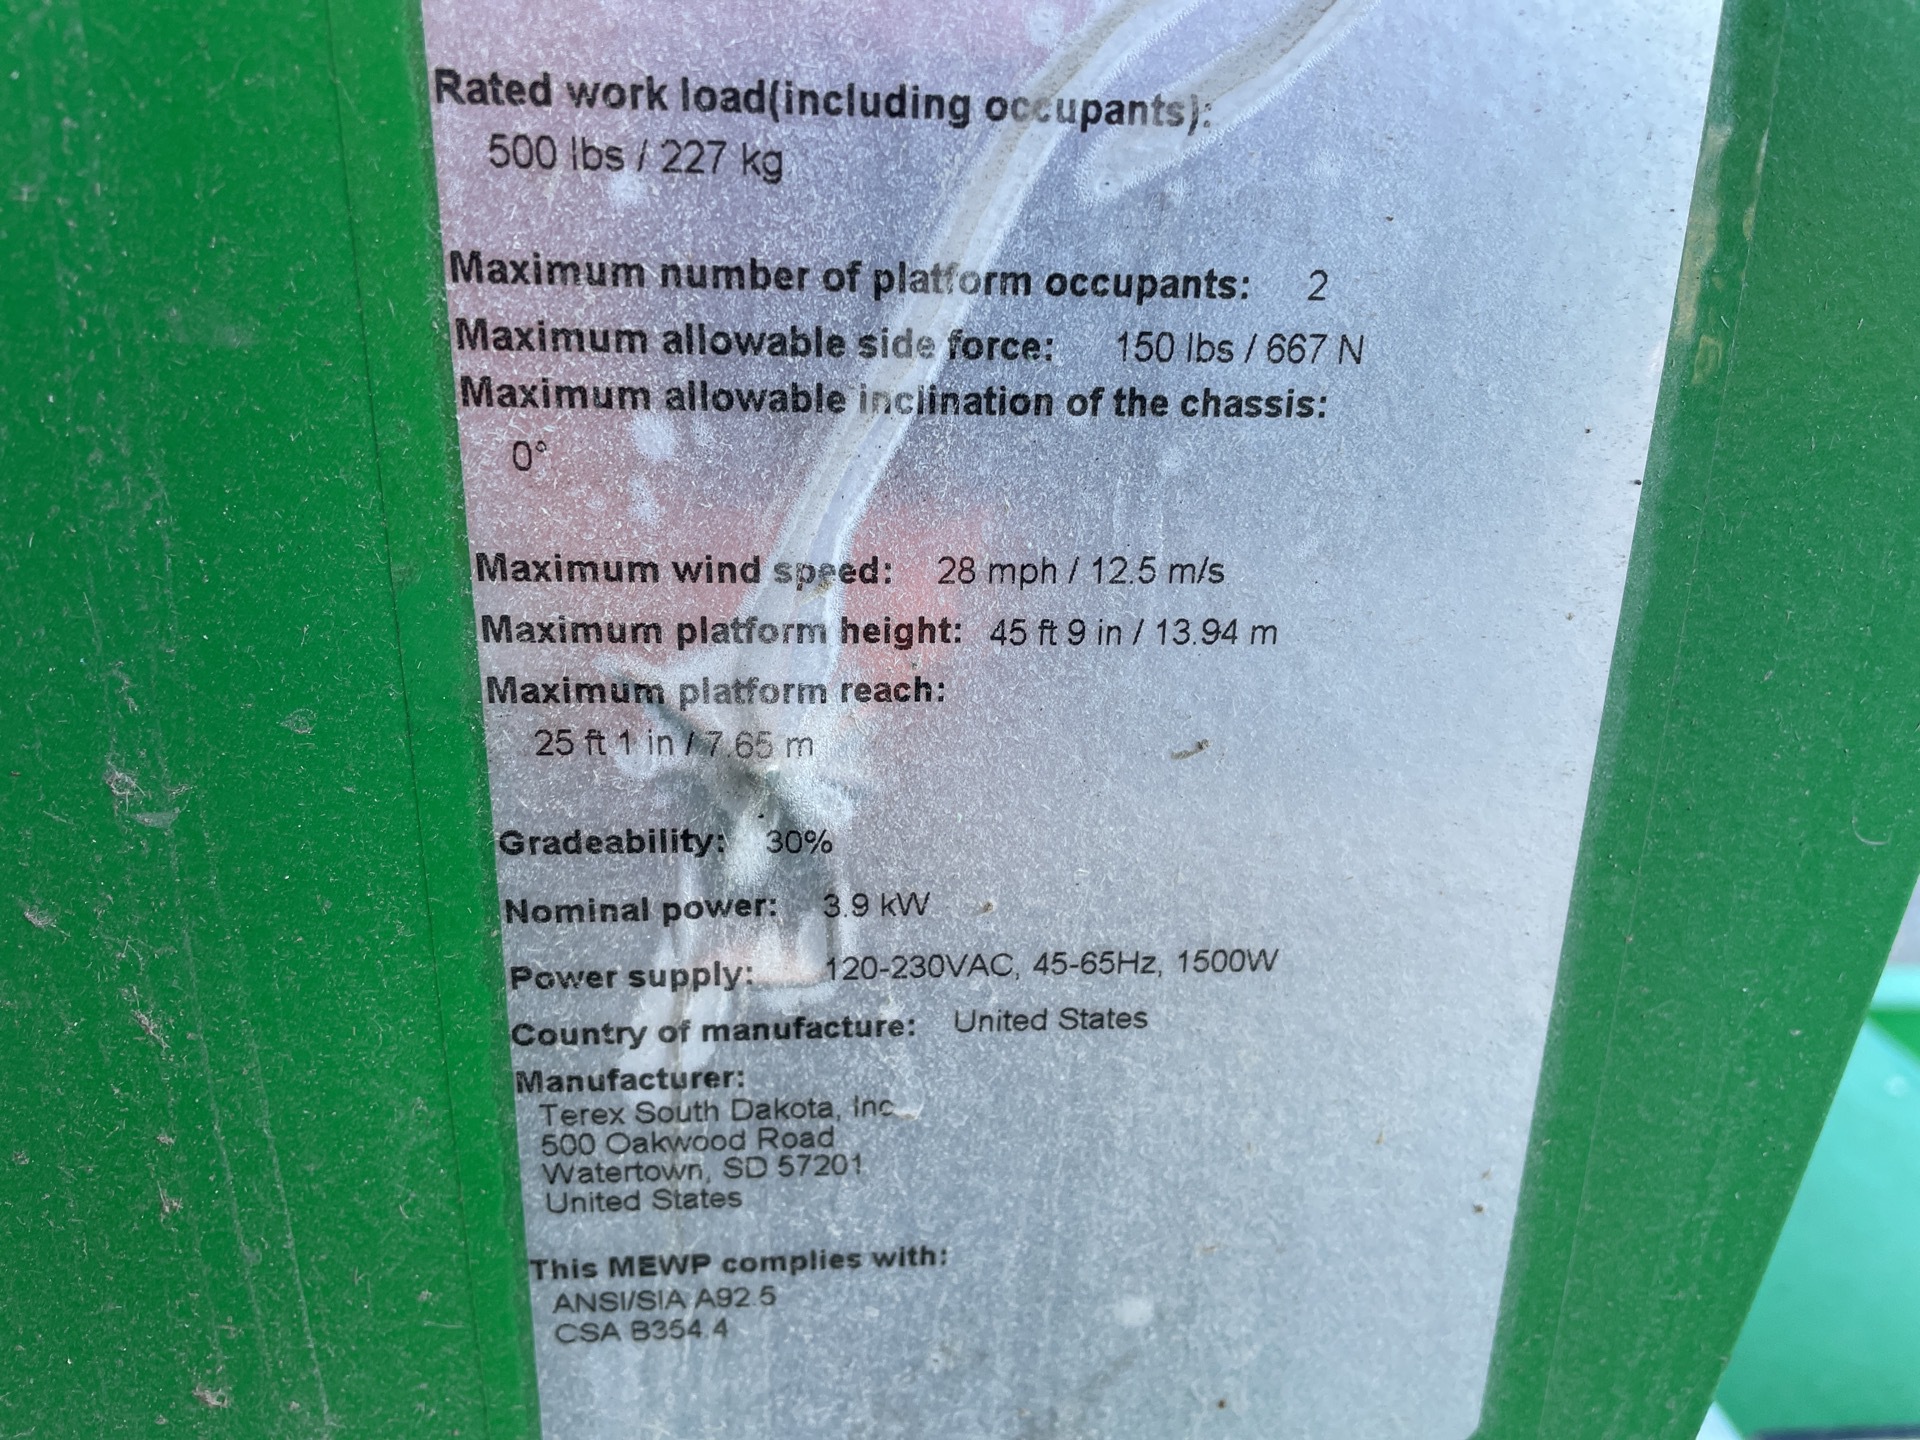 Rated work load(including occupants):
500 lbs / 227 kg
Maximum number of platform occupants: 2
Maximum allowable side force: 150 lbs / 667 N
Maximum allowable inclination of the chassis:
0°
Maximum wind speed: 28 mph / 12.5 m/s
Maximum platform height: 45 ft 9 in / 13.94 m
Maximum platform reach:
25 ft 1 in / 7.65 m
Gradeability: 30%
Nominal power: 3.9 kW
Power supply: 120-230VAC, 45-65Hz, 1500W
Country of manufacture: United States
Manufacturer:
Terex South Dakota, Inc
500 Oakwood Road
Watertown, SD 57201
United States
This MEWP complies with:
ANSI/SIA A92.5
CSA B354.4